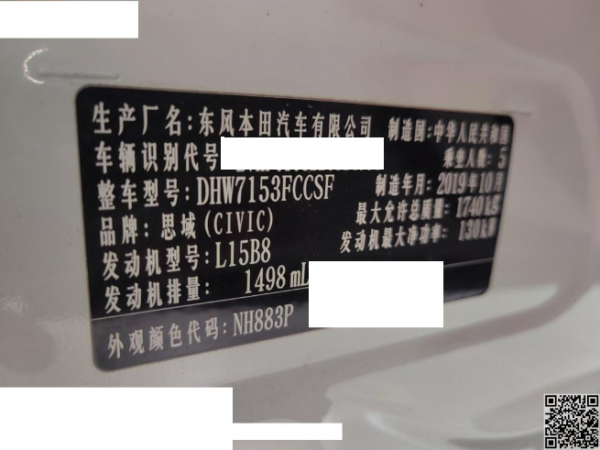 生产厂名:东风本田汽车有限公司 制造国:中华人民共和国
车辆识别代号 乘坐人数:5
整车型号:DHW7153FCCSF 制造年月:2019年10月
品牌:思域(CIVIC) 最大允许总质量:1740kg
发动机型号:L15B8 发动机最大净功率:130kW
发动机排量: 1498 mL
外观颜色代码:NH883P